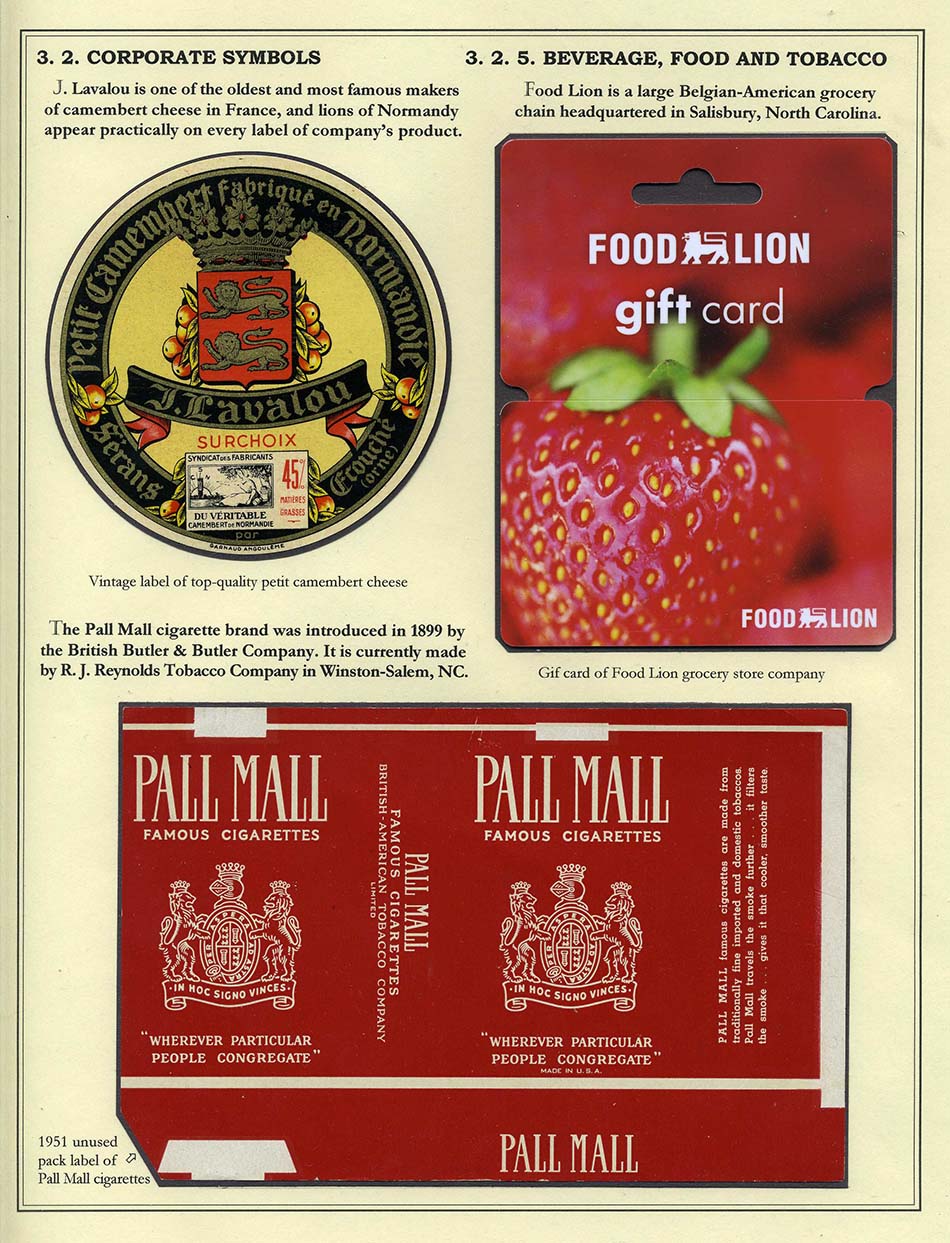 3. 2. CORPORATE SYMBOLS
3. 2. 5. BEVERAGE, FOOD AND TOBACCO
J. Lavalou is one of the oldest and most famous makers
of camembert cheese in France, and lions of Normandy
appear practically on every label of company's product.
Food Lion is a large Belgian-American grocery
chain headquartered in Salisbury, North Carolina.
Petit Camembert fabriqué en Normandie
J. Lavalou
Sérans
Ecouché
(orne)
SURCHOIX
SYNDICAT DES FABRICANTS
45%
MATIÈRES
GRASSES
DU VÉRITABLE
CAMEMBERT DE NORMANDIE
par
GARNAUD ANGOULÊME
Vintage label of top-quality petit camembert cheese
FOOD LION
gift card
FOOD LION
Gif card of Food Lion grocery store company
The Pall Mall cigarette brand was introduced in 1899 by
the British Butler & Butler Company. It is currently made
by R. J. Reynolds Tobacco Company in Winston-Salem, NC.
PALL MALL
FAMOUS CIGARETTES
IN HOC SIGNO VINCES
"WHEREVER PARTICULAR
PEOPLE CONGREGATE"
PALL MALL
FAMOUS CIGARETTES
BRITISH-AMERICAN TOBACCO COMPANY
LIMITED
PALL MALL
FAMOUS CIGARETTES
IN HOC SIGNO VINCES
"WHEREVER PARTICULAR
PEOPLE CONGREGATE"
MADE IN U.S.A.
PALL MALL famous cigarettes are made from
traditionally fine imported and domestic tobaccos.
Pall Mall travels the smoke further . . . it filters
the smoke . . . gives it that cooler, smoother taste.
PALL MALL
1951 unused
pack label of
Pall Mall cigarettes